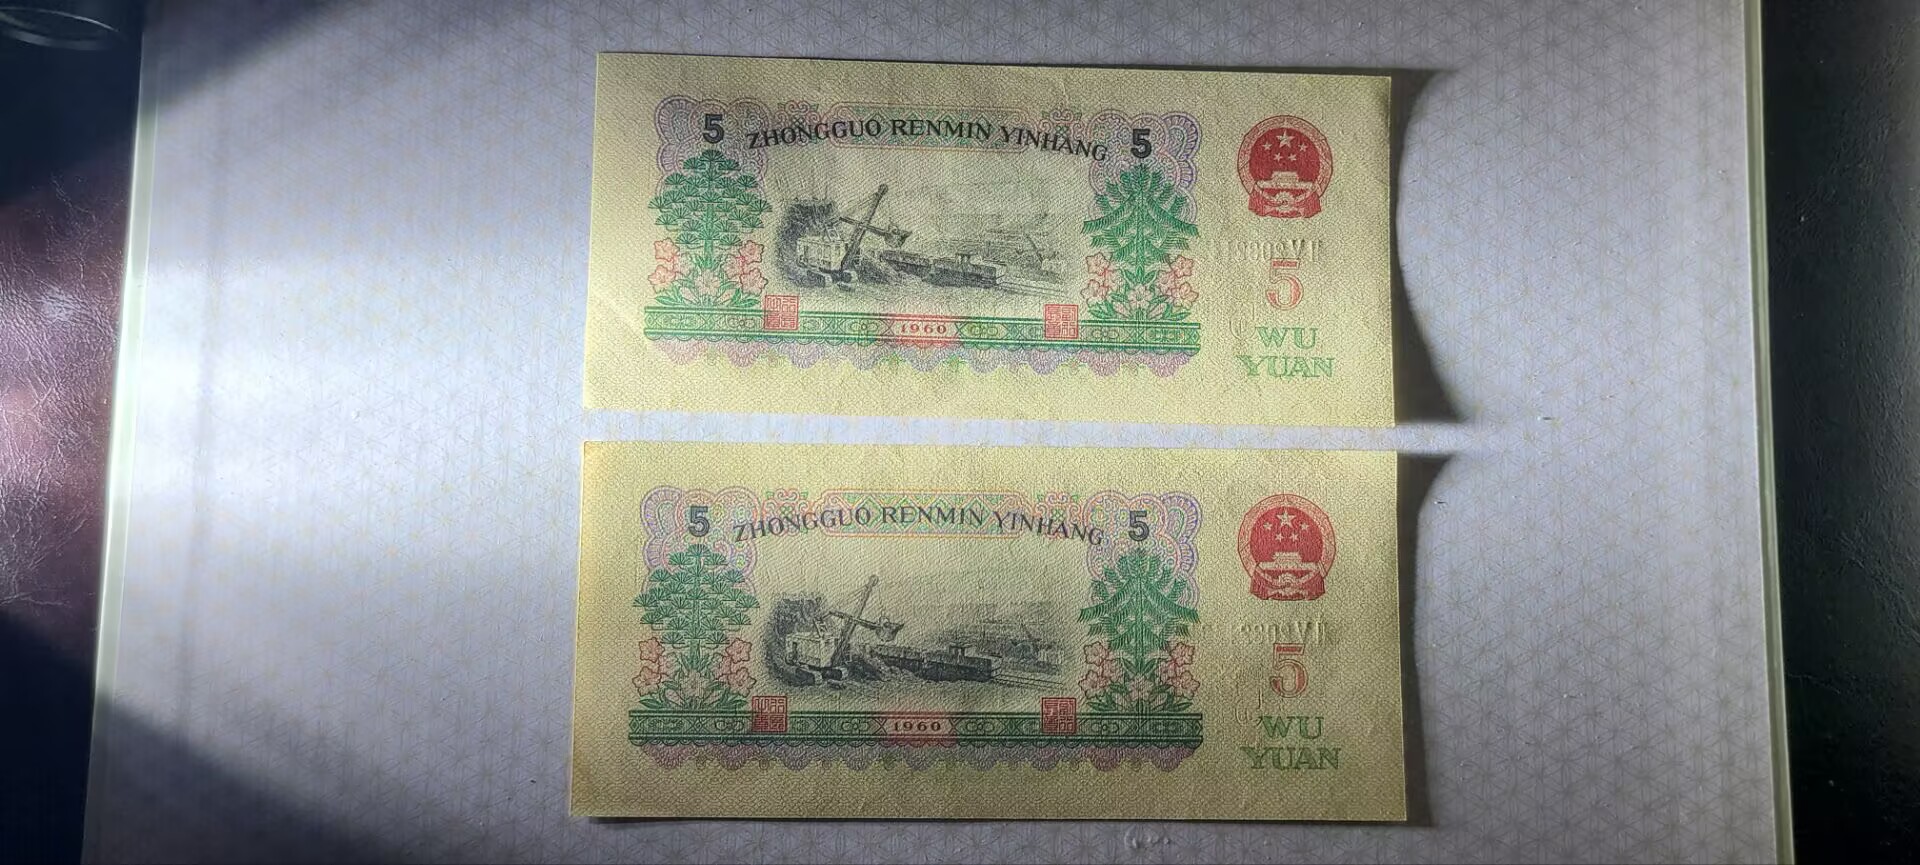 5 ZHONGGUO RENMIN YINHANG 5
5
1960
WU
YUAN
5 ZHONGGUO RENMIN YINHANG 5
5
1960
WU
YUAN